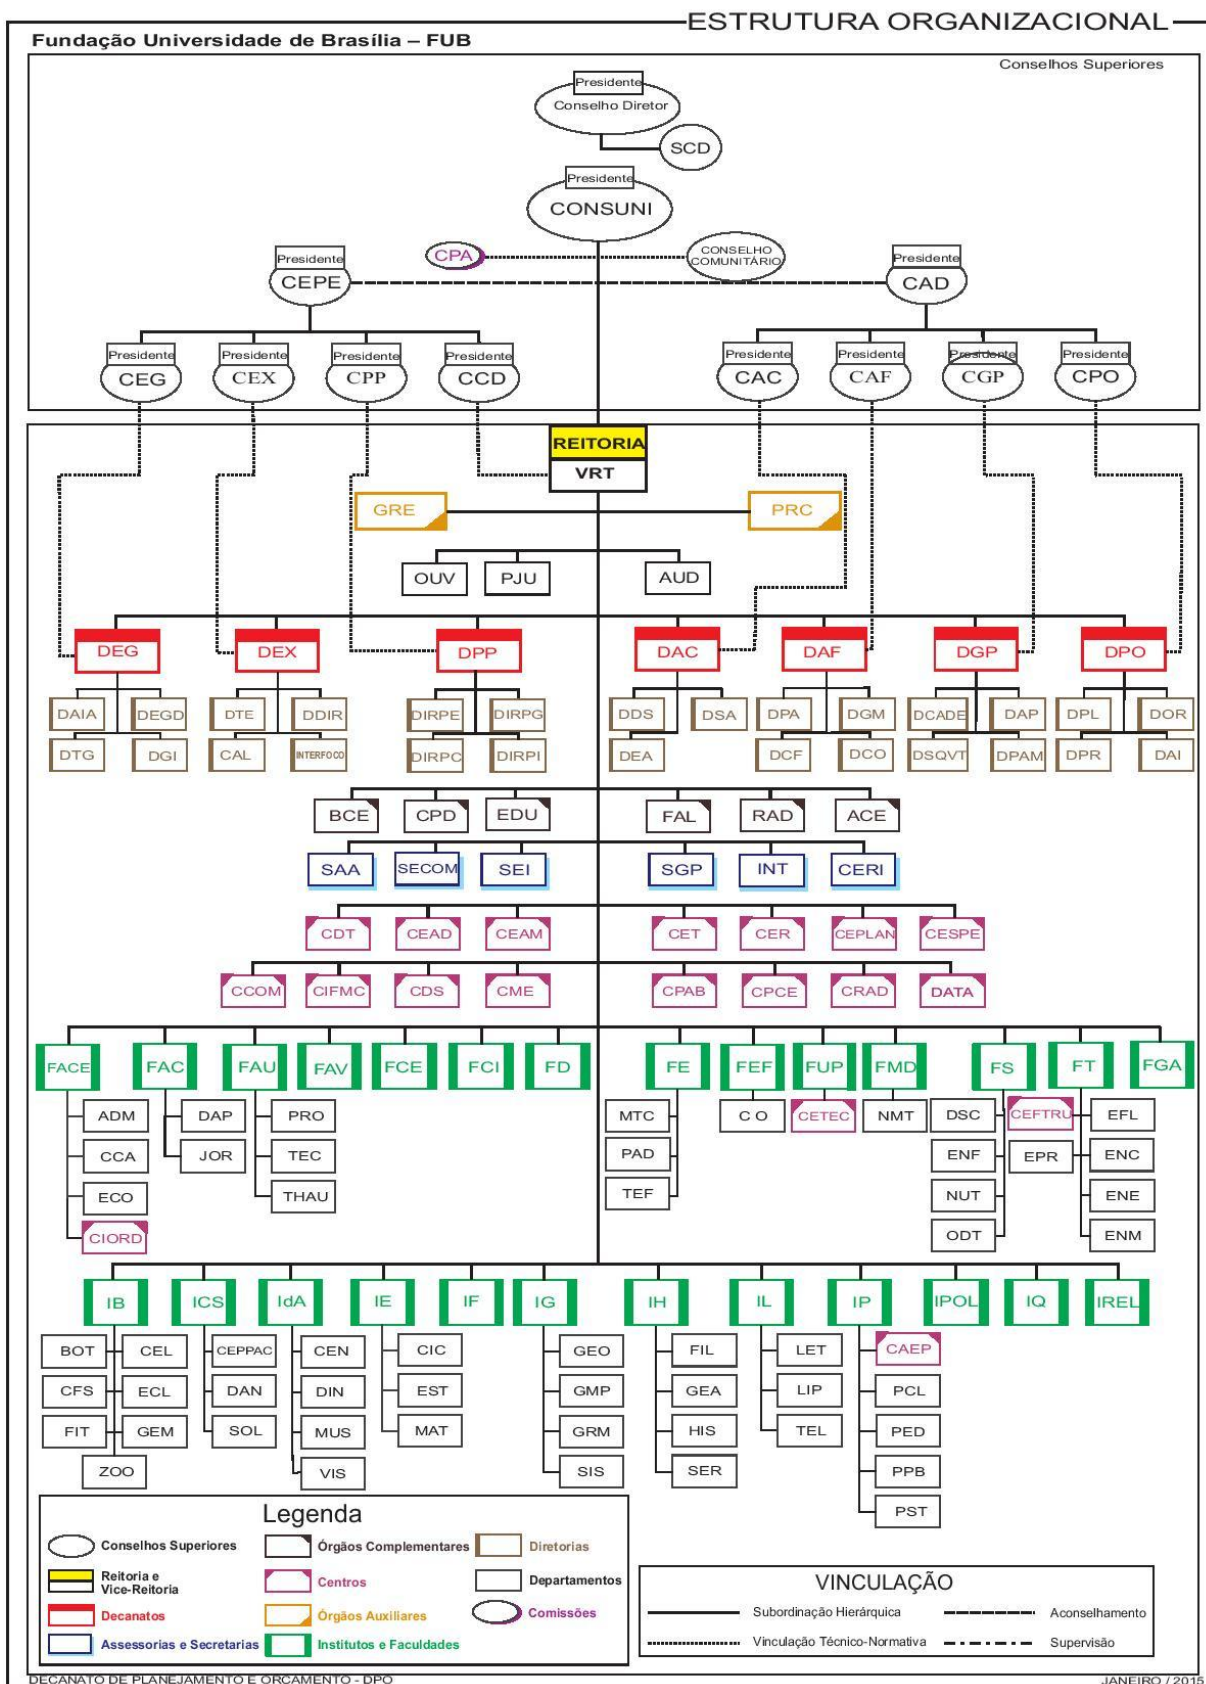 ESTRUTURA ORGANIZACIONAL
Fundação Universidade de Brasília – FUB
Conselhos Superiores
Presidente
Conselho Diretor
SCD
Presidente
CONSUNI
CPA
CONSELHO
COMUNITÁRIO
Presidente
CEPE
Presidente
CAD
Presidente Presidente Presidente Presidente Presidente Presidente Presidente Presidente
CEG CEX CPP CCD CAC CAF CGP CPO
REITORIA
VRT
GRE PRC
OUV PJU AUD
DEG DEX DPP DAC DAF DGP DPO
DAIA DEGD DTE DDIR DIRPE DIRPG DDS DSA DPA DGM DCADE DAP DPL DOR
DTG DGI CAL INTERFOCO DIRPC DIRPI DEA DCF DCO DSQVT DPAM DPR DAI
BCE CPD EDU FAL RAD ACE
SAA SECOM SEI SGP INT CERI
CDT CEAD CEAM CET CER CEPLAN CESPE
CCOM CIFMC CDS CME CPAB CPCE CRAD DATA
FACE FAC FAU FAV FCE FCI FD FE FEF FUP FMD FS FT FGA
ADM DAP PRO MTC C O CETEC NMT DSC CEFTRU EFL
CCA JOR TEC PAD ENF EPR ENC
ECO THAU TEF NUT ENE
CIORD ODT ENM
IB ICS IdA IE IF IG IH IL IP IPOL IQ IREL
BOT CEL CEPPAC CEN CIC GEO FIL LET CAEP
CFS ECL DAN DIN EST GMP GEA LIP PCL
FIT GEM SOL MUS MAT GRM HIS TEL PED
ZOO VIS SIS SER PPB
PST
Legenda
Conselhos Superiores Órgãos Complementares Diretorias
Reitoria e
Vice-Reitoria
Centros Departamentos
Decanatos Órgãos Auxiliares Comissões
Assessorias e Secretarias Institutos e Faculdades
VINCULAÇÃO
Subordinação Hierárquica Aconselhamento
Vinculação Técnico-Normativa Supervisão
DECANATO DE PLANEJAMENTO E ORÇAMENTO - DPO JANEIRO / 2015